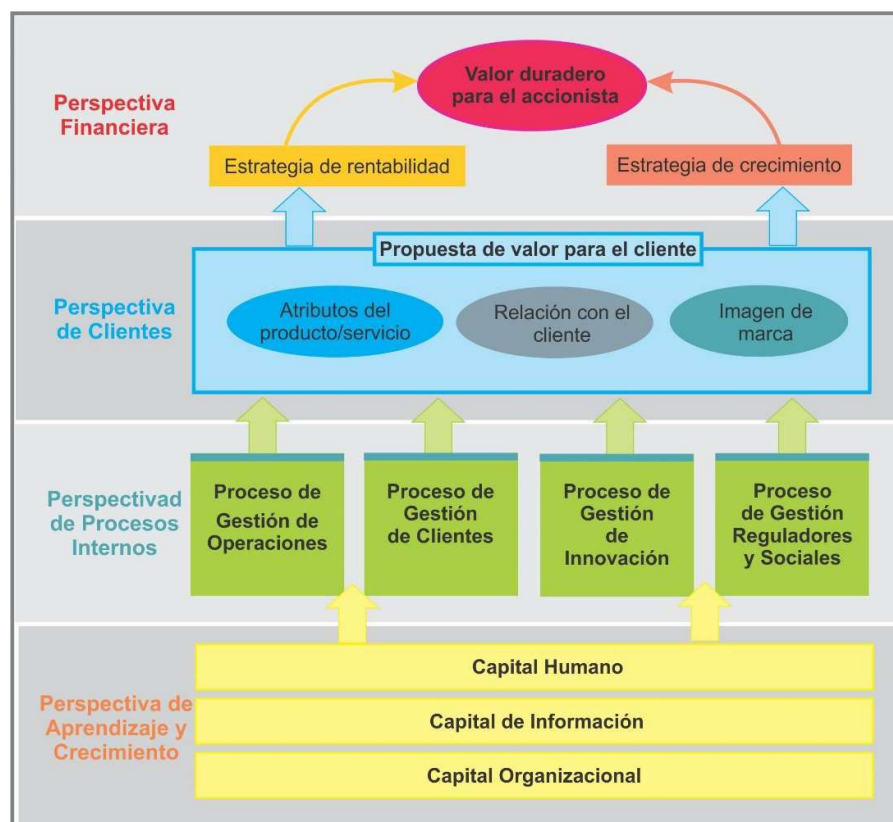 Perspectiva
Financiera
Valor duradero
para el accionista
Estrategia de rentabilidad
Estrategia de crecimiento
Perspectiva
de Clientes
Propuesta de valor para el cliente
Atributos del
producto/servicio
Relación con el
cliente
Imagen de
marca
Perspectivad
de Procesos
Internos
Proceso de
Gestión de
Operaciones
Proceso de
Gestión
de Clientes
Proceso de
Gestión
de
Innovación
Proceso
de Gestión
Reguladores
y Sociales
Perspectiva de
Aprendizaje y
Crecimiento
Capital Humano
Capital de Información
Capital Organizacional